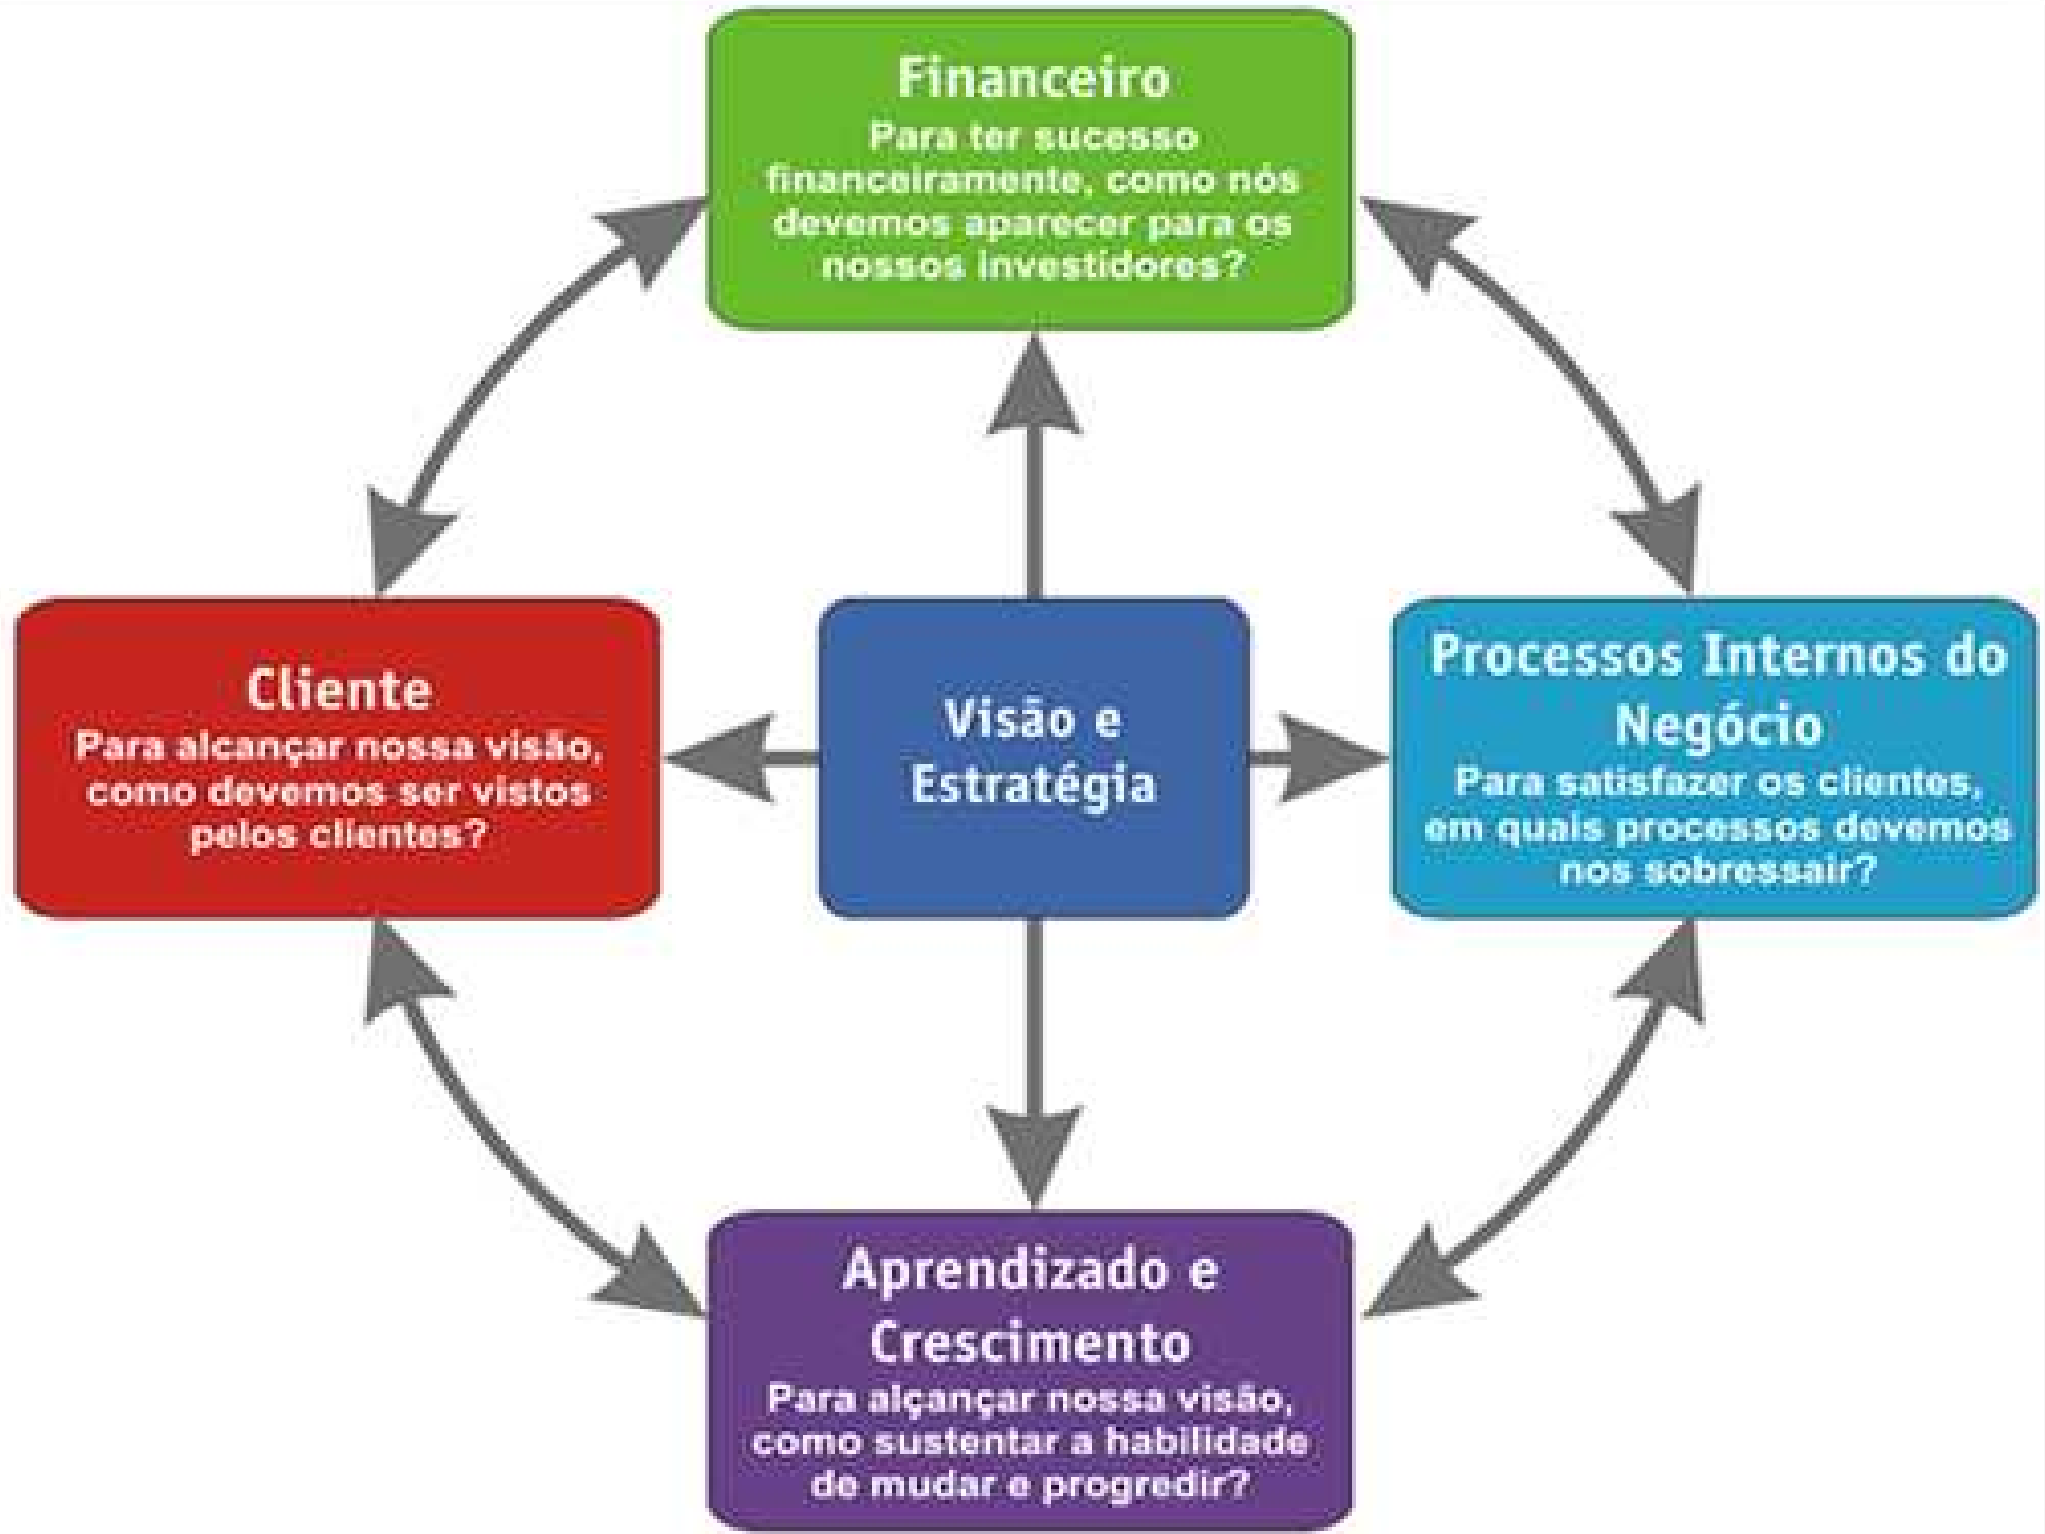 Financeiro
Para ter sucesso
financeiramente, como nós
devemos aparecer para os
nossos investidores?
Cliente
Para alcançar nossa visão,
como devemos ser vistos
pelos clientes?
Visão e
Estratégia
Processos Internos do
Negócio
Para satisfazer os clientes,
em quais processos devemos
nos sobressair?
Aprendizado e
Crescimento
Para alçançar nossa visão,
como sustentar a habilidade
de mudar e progredir?